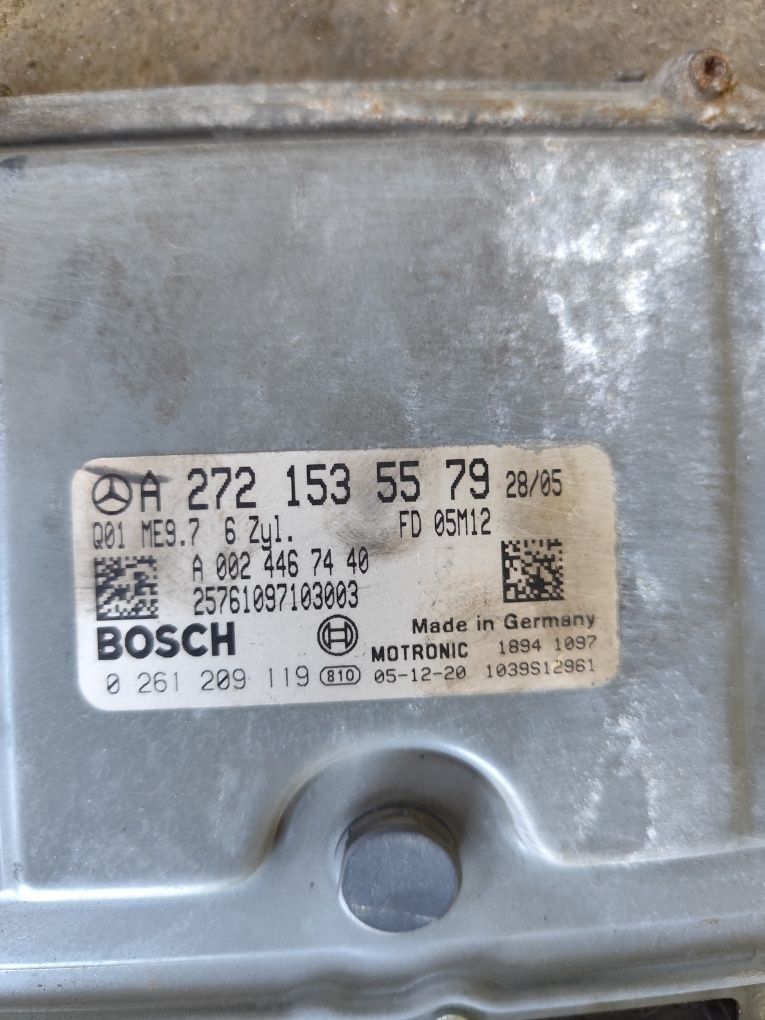 A 272 153 55 79 28/05
Q01 ME9.7 6 Zyl. FD 05M12
A 002 446 74 40
25761097103003
BOSCH Made in Germany
MOTRONIC 1894 1097
0 261 209 119 810 05-12-20 1039S12961